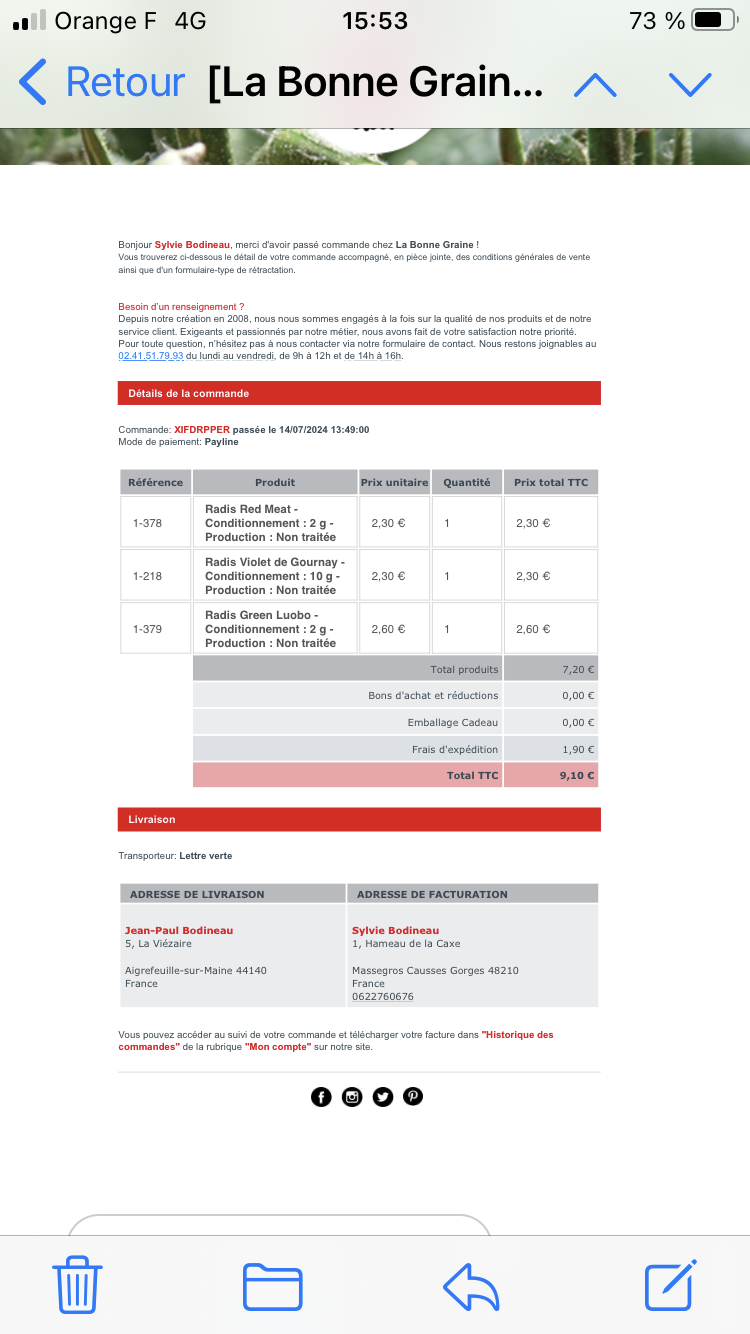 Orange F 4G 15:53 73 %
Retour [La Bonne Grain...
Bonjour Sylvie Bodineau, merci d'avoir passé commande chez La Bonne Graine !
Vous trouverez ci-dessous le détail de votre commande accompagné, en pièce jointe, des conditions générales de vente
ainsi que d'un formulaire-type de rétractation.
Besoin d'un renseignement ?
Depuis notre création en 2008, nous nous sommes engagés à la fois sur la qualité de nos produits et de notre
service client. Exigeants et passionnés par notre métier, nous avons fait de votre satisfaction notre priorité.
Pour toute question, n'hésitez pas à nous contacter via notre formulaire de contact. Nous restons joignables au
02.41.51.79.93 du lundi au vendredi, de 9h à 12h et de 14h à 16h.
Détails de la commande
Commande: XIFDRPPER passée le 14/07/2024 13:49:00
Mode de paiement: Payline
Référence Produit Prix unitaire Quantité Prix total TTC
Radis Red Meat -
1-378 Conditionnement : 2 g - 2,30 € 1 2,30 €
Production : Non traitée
Radis Violet de Gournay -
1-218 Conditionnement : 10 g - 2,30 € 1 2,30 €
Production : Non traitée
Radis Green Luobo -
1-379 Conditionnement : 2 g - 2,60 € 1 2,60 €
Production : Non traitée
Total produits 7,20 €
Bons d'achat et réductions 0,00 €
Emballage Cadeau 0,00 €
Frais d'expédition 1,90 €
Total TTC 9,10 €
Livraison
Transporteur: Lettre verte
ADRESSE DE LIVRAISON ADRESSE DE FACTURATION
Jean-Paul Bodineau Sylvie Bodineau
5, La Viézaire 1, Hameau de la Caxe
Aigrefeuille-sur-Maine 44140 Massegros Causses Gorges 48210
France France
0622760676
Vous pouvez accéder au suivi de votre commande et télécharger votre facture dans "Historique des
commandes" de la rubrique "Mon compte" sur notre site.